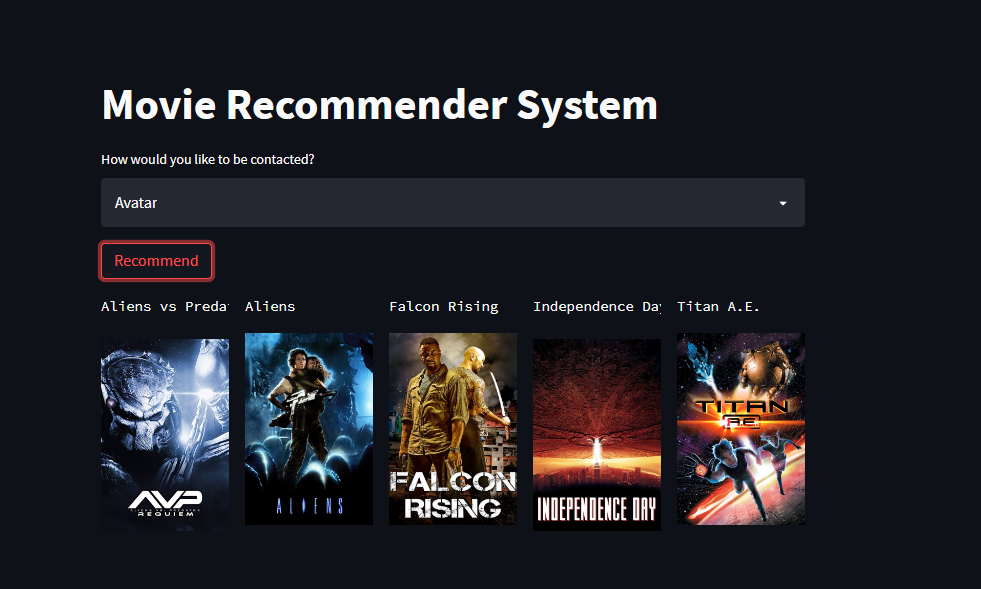 Movie Recommender System
How would you like to be contacted?
Avatar
Recommend
Aliens vs Preda
Aliens
Falcon Rising
Independence Day
Titan A.E.
AVP
REQUIEM
ALIENS
FALCON
RISING
INDEPENDENCE DAY
TITAN
A.E.